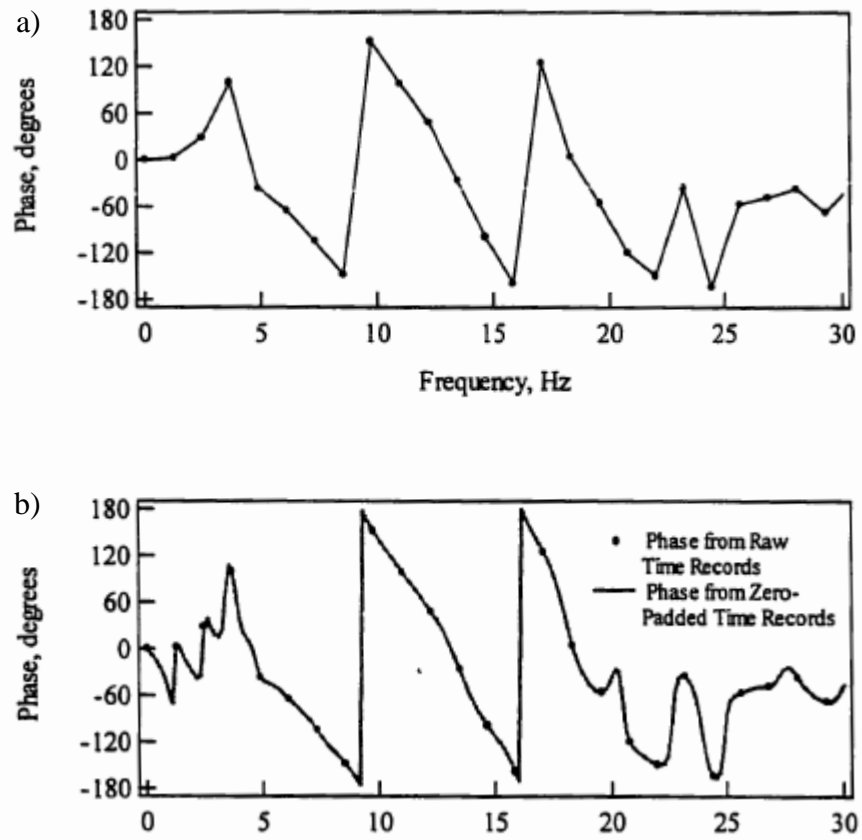 a)
180
120
60
0
-60
-120
-180
Phase, degrees
0 5 10 15 20 25 30
Frequency, Hz
b)
180
120
60
0
-60
-120
-180
Phase, degrees
Phase from Raw
Time Records
Phase from Zero-
Padded Time Records
0 5 10 15 20 25 30